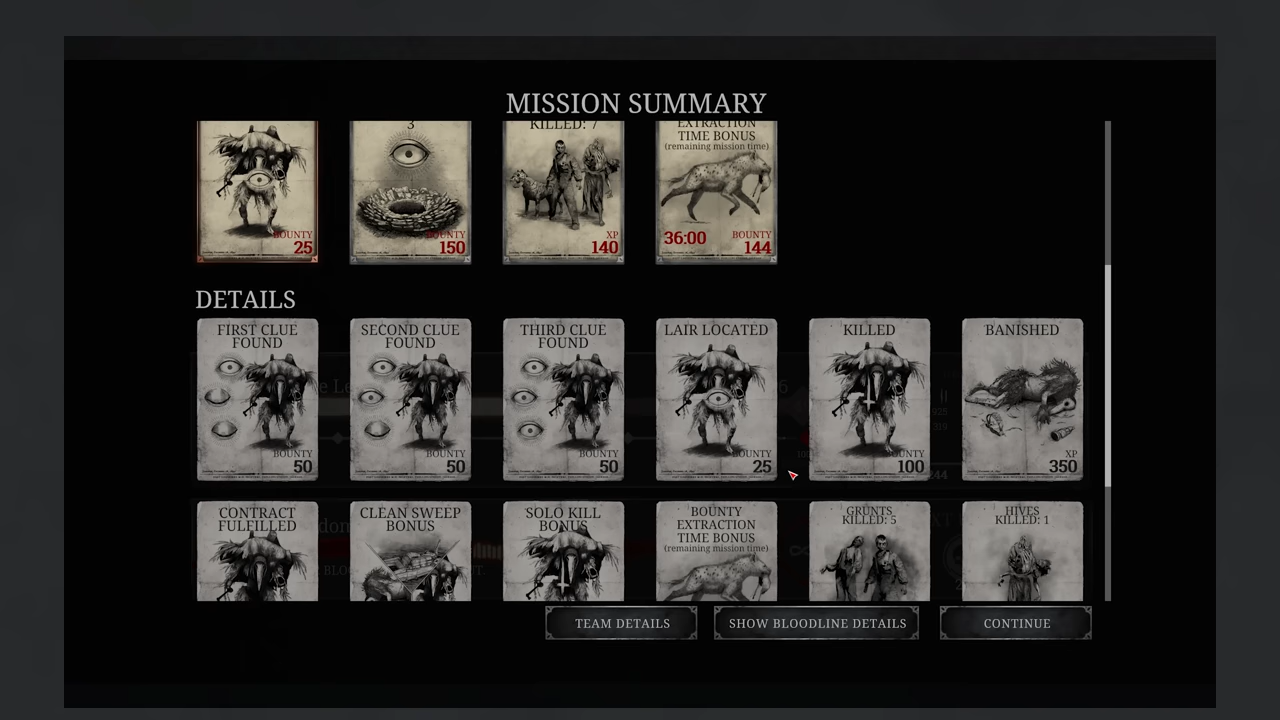 MISSION SUMMARY
BOUNTY
25
3
BOUNTY
150
KILLED: 7
XP
140
EXTRACTION
TIME BONUS
(remaining mission time)
36:00
BOUNTY
144
DETAILS
FIRST CLUE
FOUND
BOUNTY
50
SECOND CLUE
FOUND
BOUNTY
50
THIRD CLUE
FOUND
BOUNTY
50
LAIR LOCATED
BOUNTY
25
KILLED
BOUNTY
100
BANISHED
XP
350
CONTRACT
FULFILLED
CLEAN SWEEP
BONUS
SOLO KILL
BONUS
BOUNTY
EXTRACTION
TIME BONUS
(remaining mission time)
GRUNTS
KILLED: 5
HIVES
KILLED: 1
TEAM DETAILS
SHOW BLOODLINE DETAILS
CONTINUE